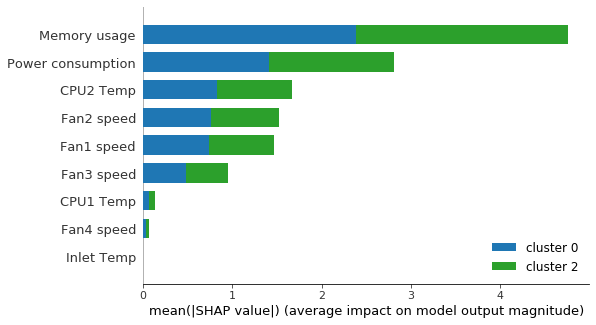 Memory usage
Power consumption
CPU2 Temp
Fan2 speed
Fan1 speed
Fan3 speed
CPU1 Temp
Fan4 speed
Inlet Temp
cluster 0
cluster 2
0 1 2 3 4
mean(|SHAP value|) (average impact on model output magnitude)